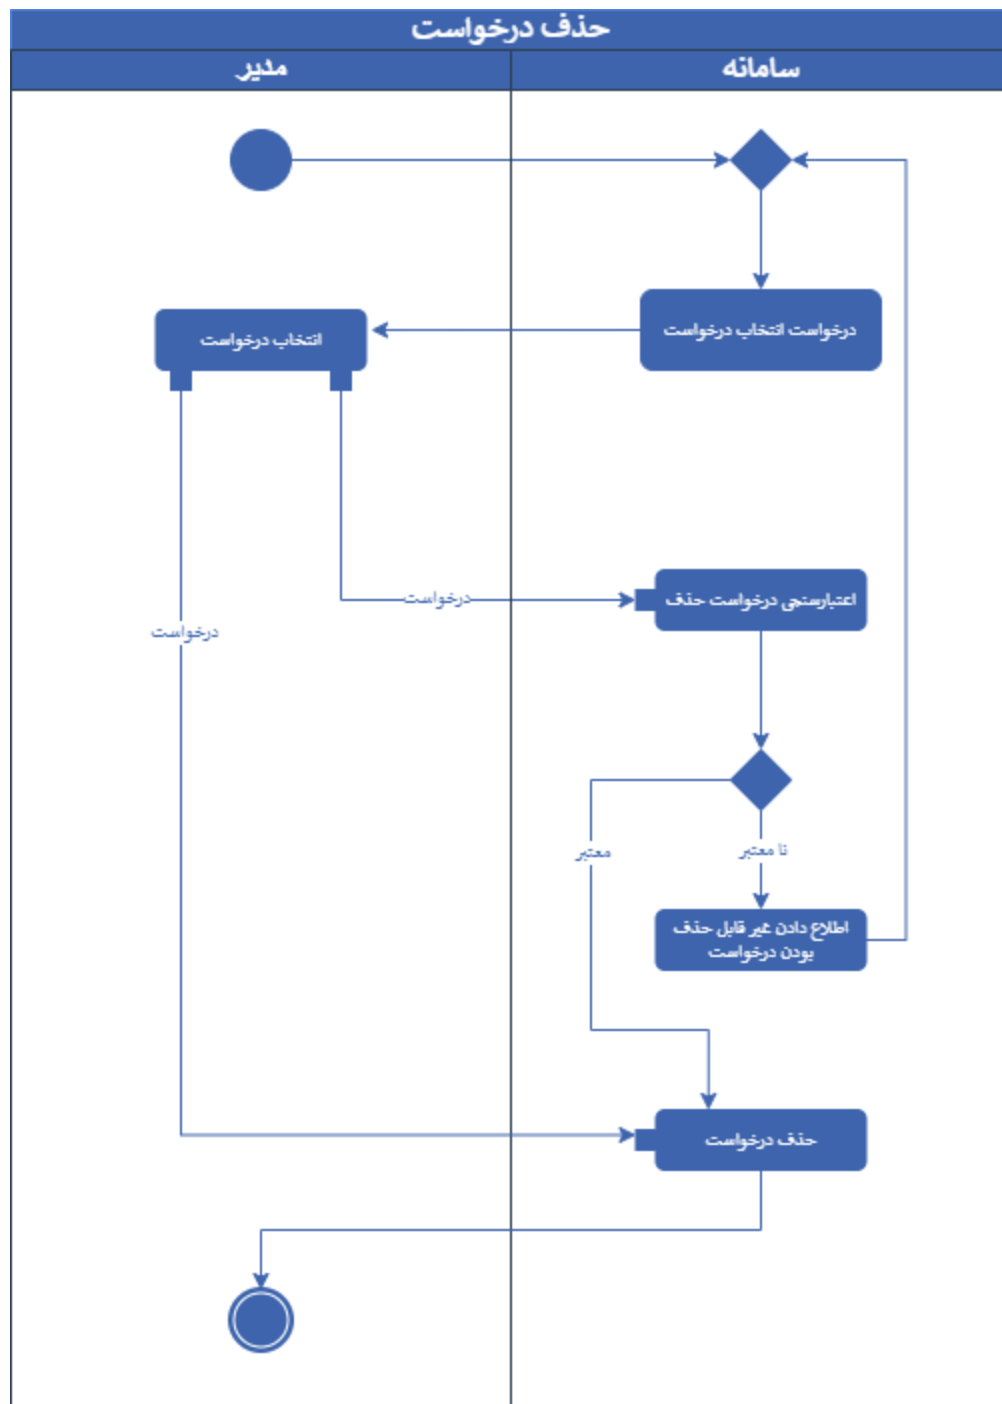 حذف درخواست
سامانه
مدیر
درخواست انتخاب درخواست
انتخاب درخواست
اعتبارسنجی درخواست حذف
درخواست
درخواست
نا معتبر
معتبر
اطلاع دادن غیر قابل حذف
بودن درخواست
حذف درخواست